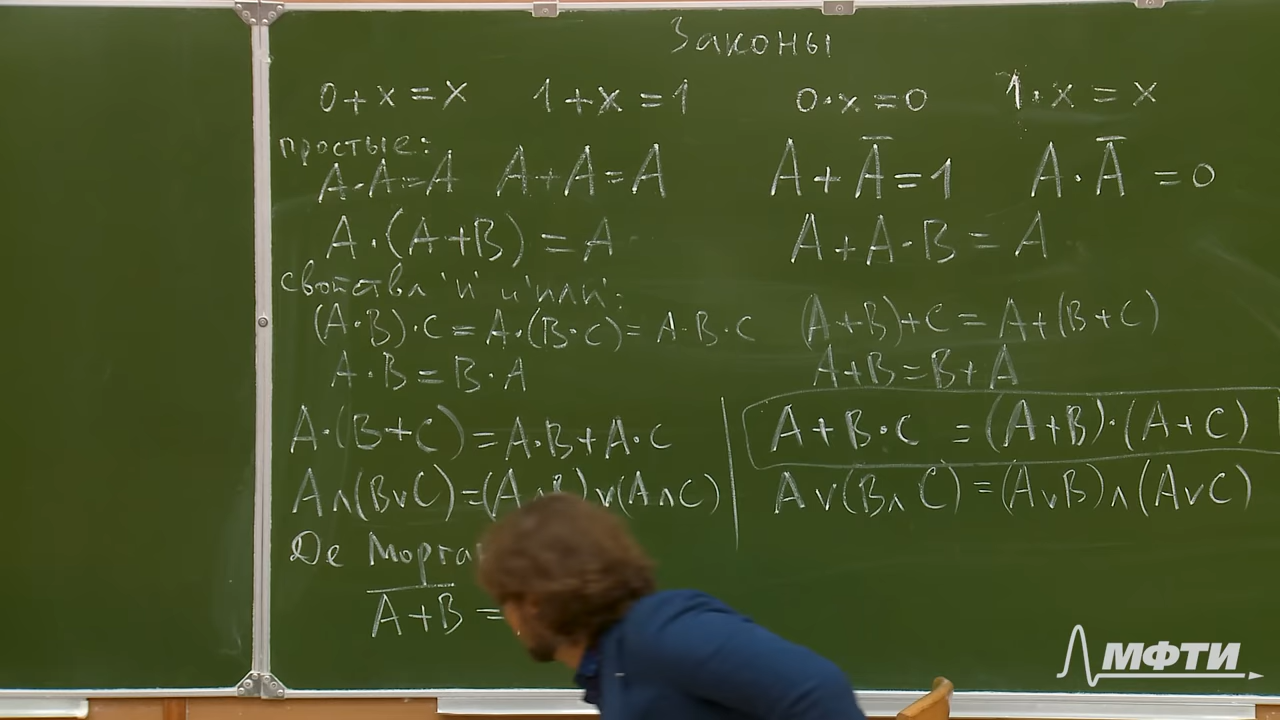 Законы
0+x=x 1+x=1 0·x=0 1·x=x
простые:
A·A=A A+A=A A+A̅=1 A·A̅=0
A·(A+B)=A A+A·B=A
свойства "и" и "или":
(A·B)·C=A·(B·C)=A·B·C (A+B)+C=A+(B+C)
A·B=B·A A+B=B+A
A·(B+C)=A·B+A·C A+B·C=(A+B)·(A+C)
A∧(B∨C)=(A∧B)∨(A∧C) A∨(B∧C)=(A∨B)∧(A∨C)
Де Морга
A̅+̅B̅=
МФТИ